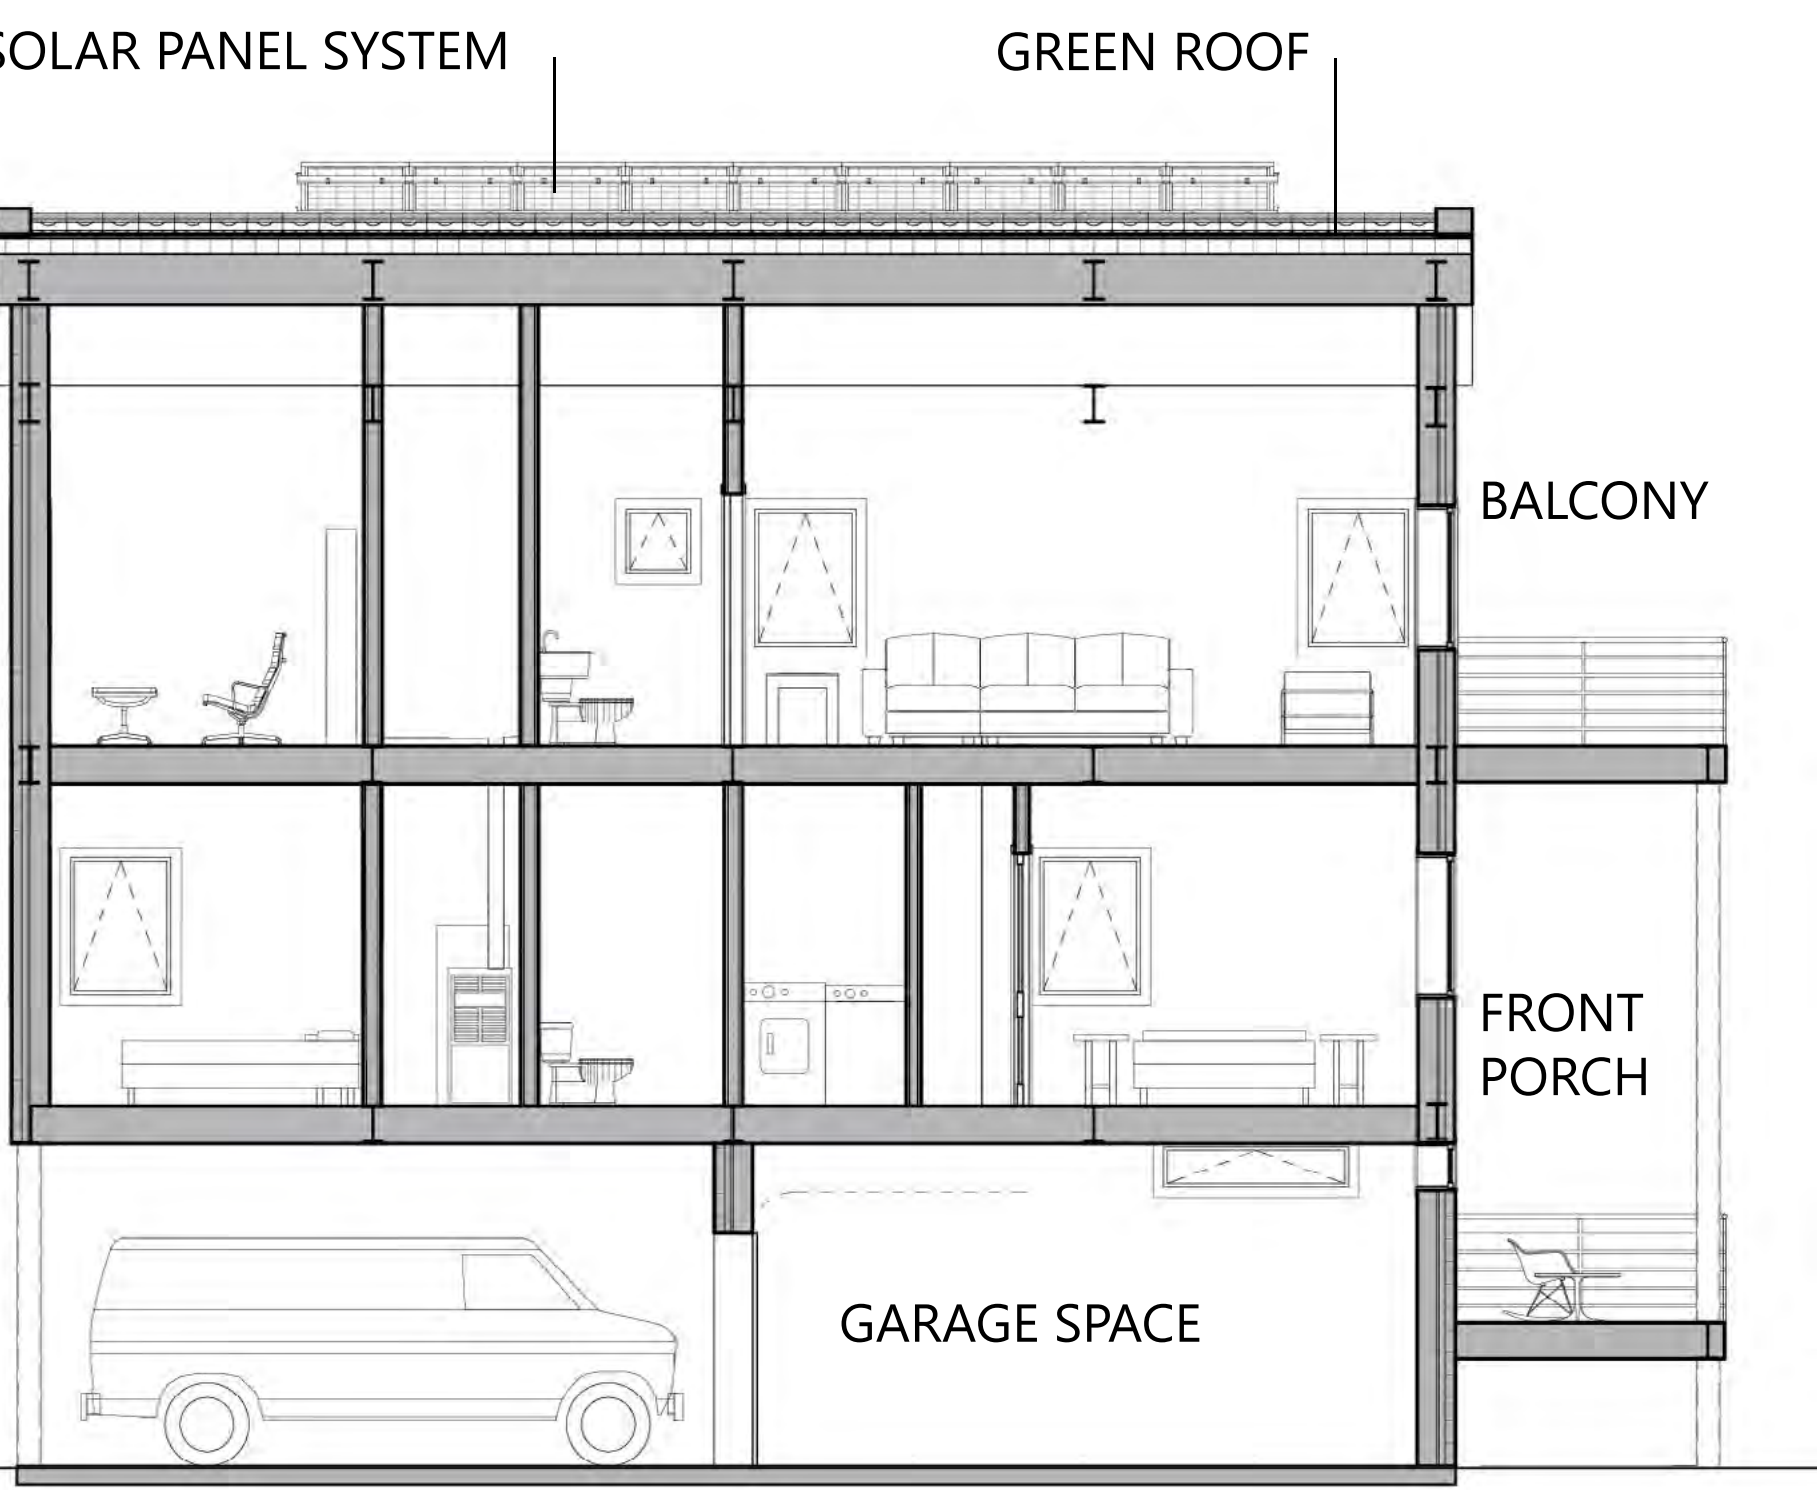 SOLAR PANEL SYSTEM
GREEN ROOF
BALCONY
FRONT
PORCH
GARAGE SPACE